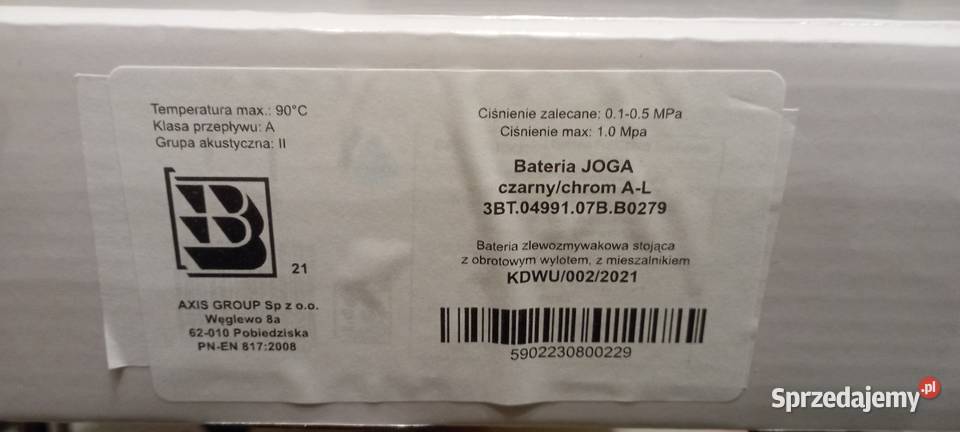 Temperatura max.: 90°C
Klasa przepływu: A
Grupa akustyczna: II
B
21
AXIS GROUP Sp z o.o.
Węglewo 8a
62-010 Pobiedziska
PN-EN 817:2008
Ciśnienie zalecane: 0.1-0.5 MPa
Ciśnienie max: 1.0 Mpa
Bateria JOGA
czarny/chrom A-L
3BT.04991.07B.B0279
Bateria zlewozmywakowa stojąca
z obrotowym wylotem, z mieszalnikiem
KDWU/002/2021
5902230800229
Sprzedajemy.pl